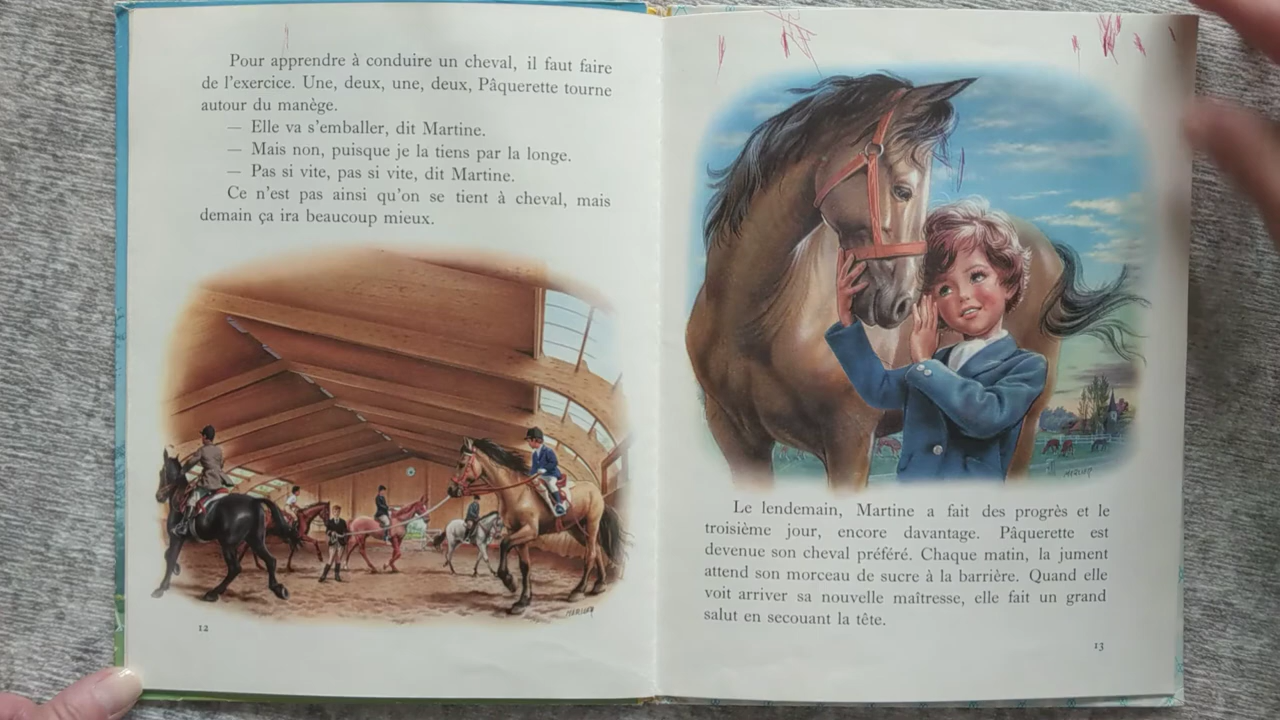 Pour apprendre à conduire un cheval, il faut faire
de l'exercice. Une, deux, une, deux, Pâquerette tourne
autour du manège.
— Elle va s'emballer, dit Martine.
— Mais non, puisque je la tiens par la longe.
— Pas si vite, pas si vite, dit Martine.
Ce n'est pas ainsi qu'on se tient à cheval, mais
demain ça ira beaucoup mieux.
12
Le lendemain, Martine a fait des progrès et le
troisième jour, encore davantage. Pâquerette est
devenue son cheval préféré. Chaque matin, la jument
attend son morceau de sucre à la barrière. Quand elle
voit arriver sa nouvelle maîtresse, elle fait un grand
salut en secouant la tête.
13